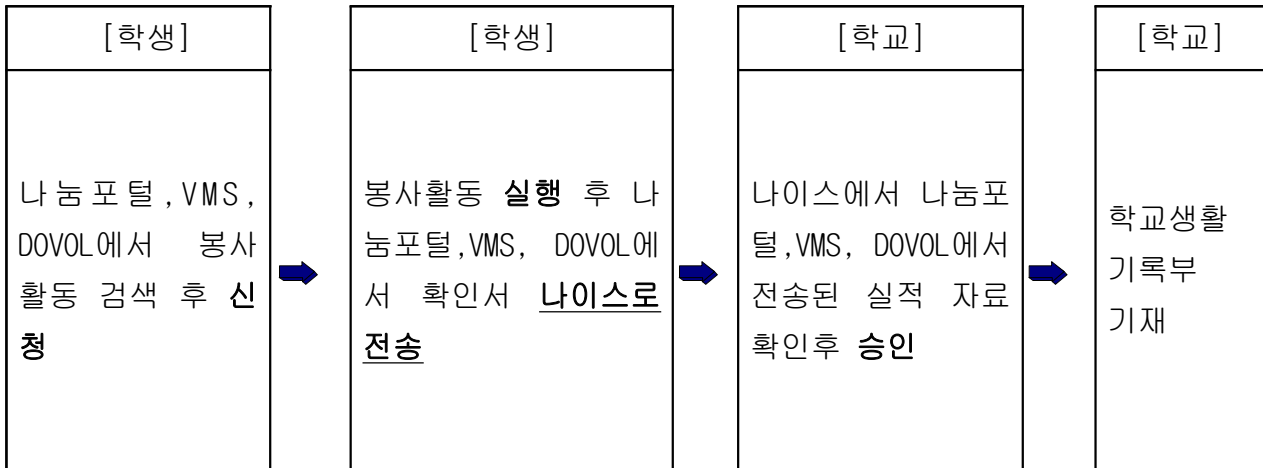 [학생]
나눔포털,VMS,
DOVOL에서 봉사
활동 검색 후 신
청
[학생]
봉사활동 실행 후 나
눔포털,VMS, DOVOL에
서 확인서 나이스로
전송
[학교]
나이스에서 나눔포
털,VMS, DOVOL에서
전송된 실적 자료
확인후 승인
[학교]
학교생활
기록부
기재